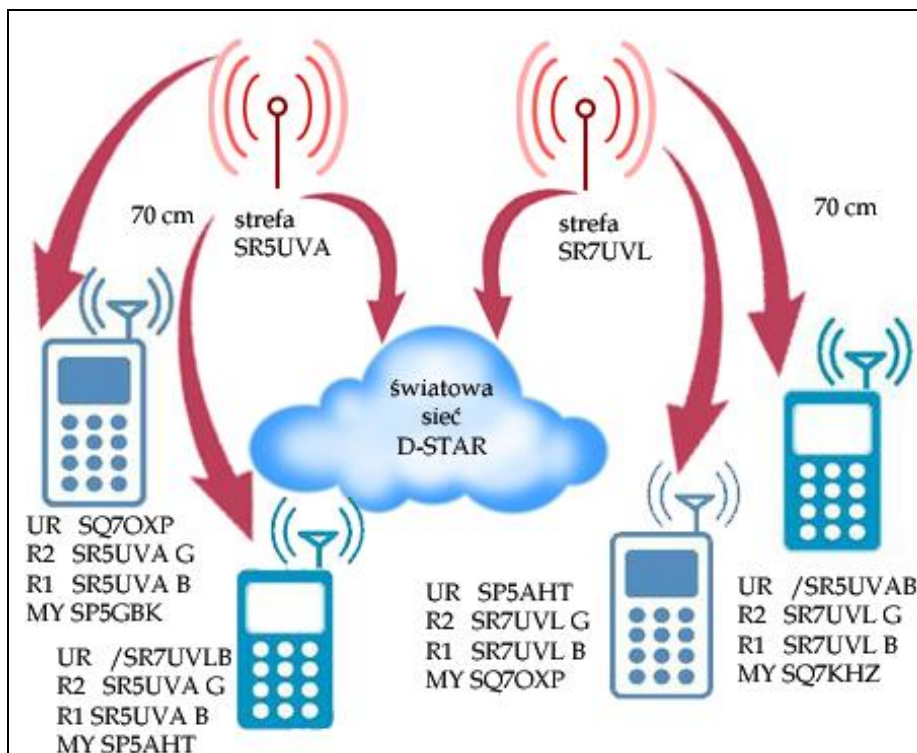 70 cm
strefa
SR5UVA
strefa
SR7UVL
70 cm
światowa
sieć
D-STAR
UR SQ7OXP
R2 SR5UVA G
R1 SR5UVA B
MY SP5GBK
UR /SR7UVLB
R2 SR5UVA G
R1 SR5UVA B
MY SP5AHT
UR SP5AHT
R2 SR7UVL G
R1 SR7UVL B
MY SQ7OXP
UR /SR5UVAB
R2 SR7UVL G
R1 SR7UVL B
MY SQ7KHZ